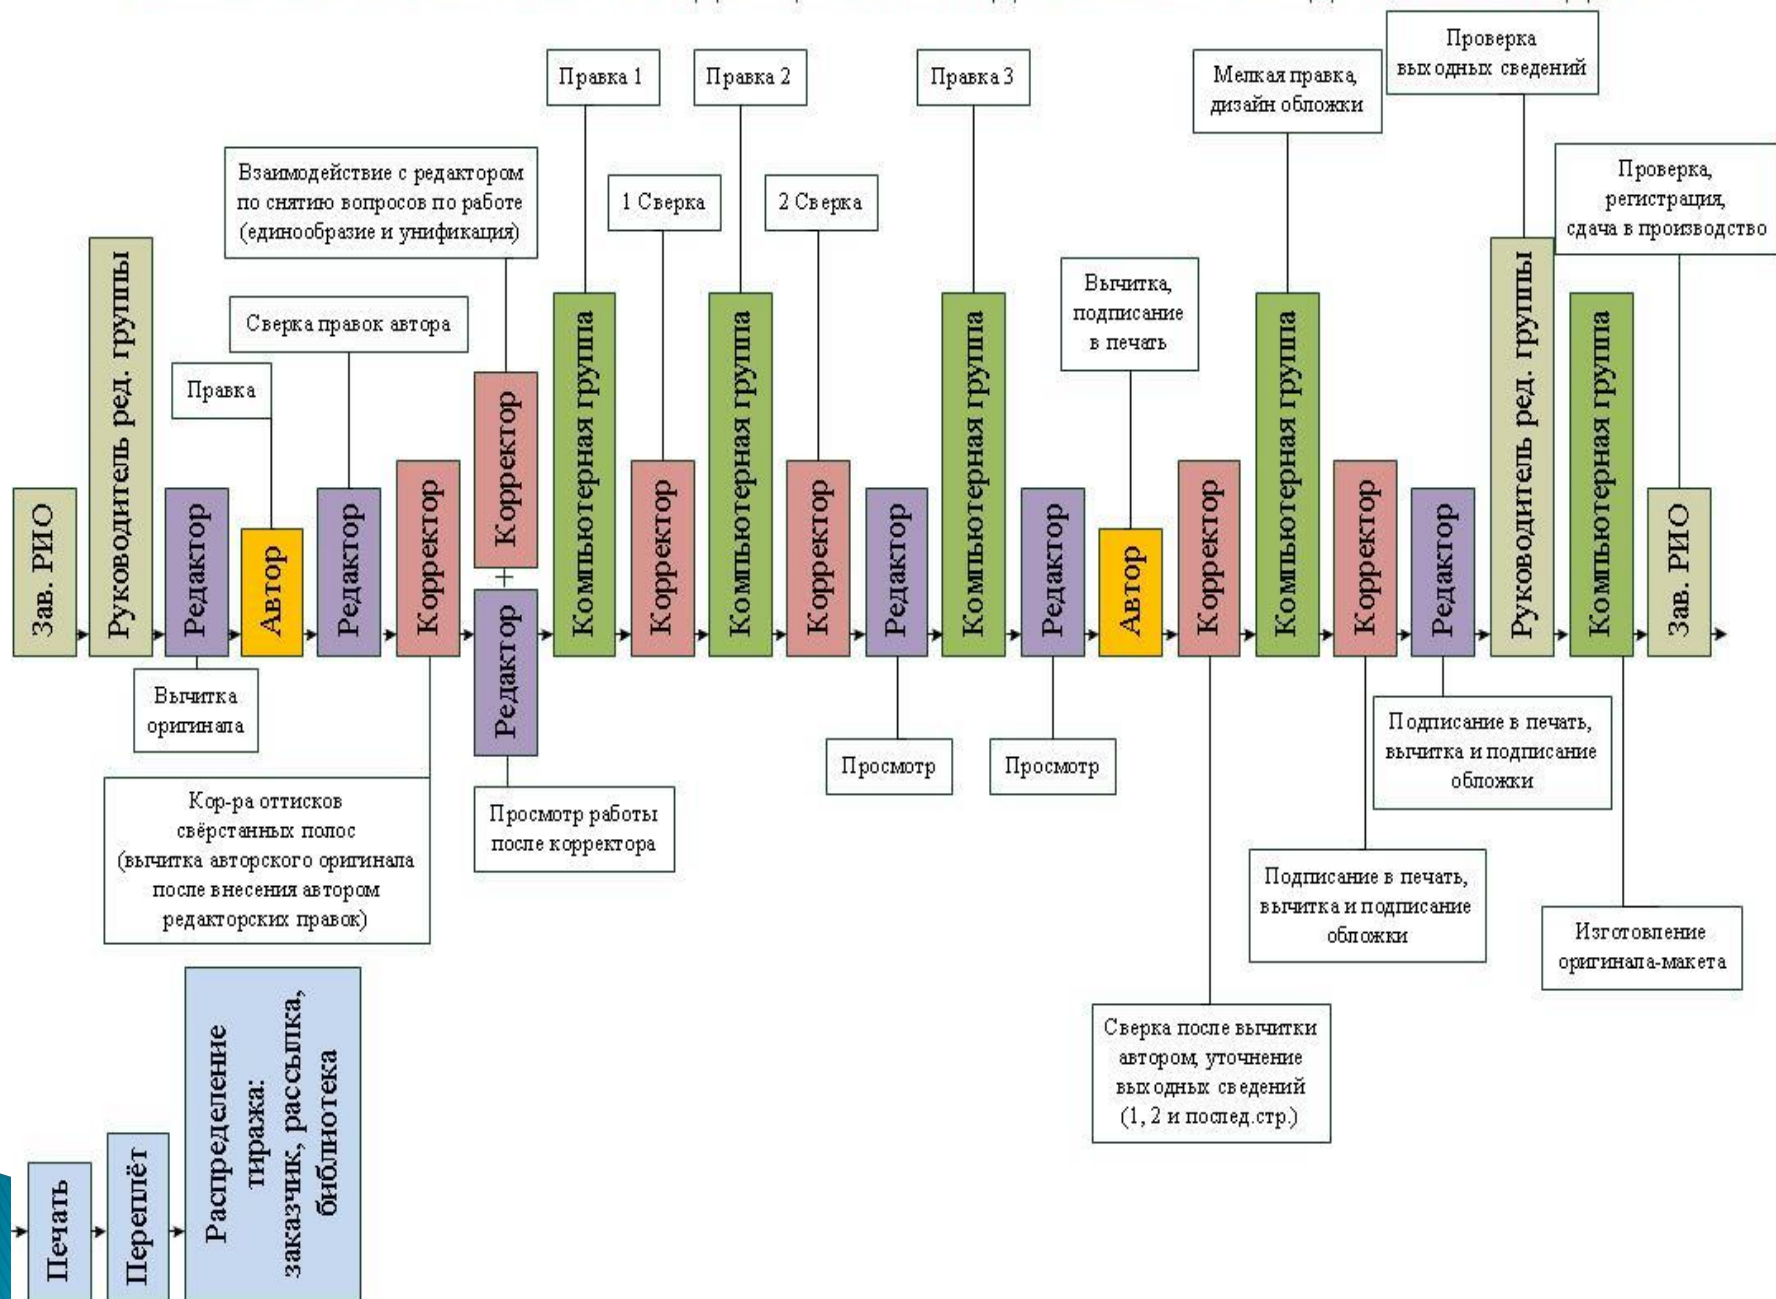 Проверка
выходных сведений
Правка 1
Правка 2
Правка 3
Мелкая правка,
дизайн обложки
Взаимодействие с редактором
по снятию вопросов по работе
(единообразие и унификация)
1 Сверка
2 Сверка
Проверка,
регистрация,
сдача в производство
Сверка правок автора
Вычитка,
подписание
в печать
Правка
Зав. РИО
Руководитель ред. группы
Редактор
Автор
Редактор
Корректор
Корректор
+
Редактор
Компьютерная группа
Корректор
Компьютерная группа
Корректор
Редактор
Компьютерная группа
Редактор
Автор
Корректор
Компьютерная группа
Корректор
Редактор
Руководитель ред. группы
Компьютерная группа
Зав. РИО
Вычитка
оригинала
Кор-ра оттисков
свёрстанных полос
(вычитка авторского оригинала
после внесения автором
редакторских правок)
Просмотр работы
после корректора
Просмотр
Просмотр
Сверка после вычитки
автором, уточнение
выходных сведений
(1, 2 и послед.стр.)
Подписание в печать,
вычитка и подписание
обложки
Подписание в печать,
вычитка и подписание
обложки
Изготовление
оригинала-макета
Печать
Переплёт
Распределение
тиража:
заказчик, рассылка,
библиотека